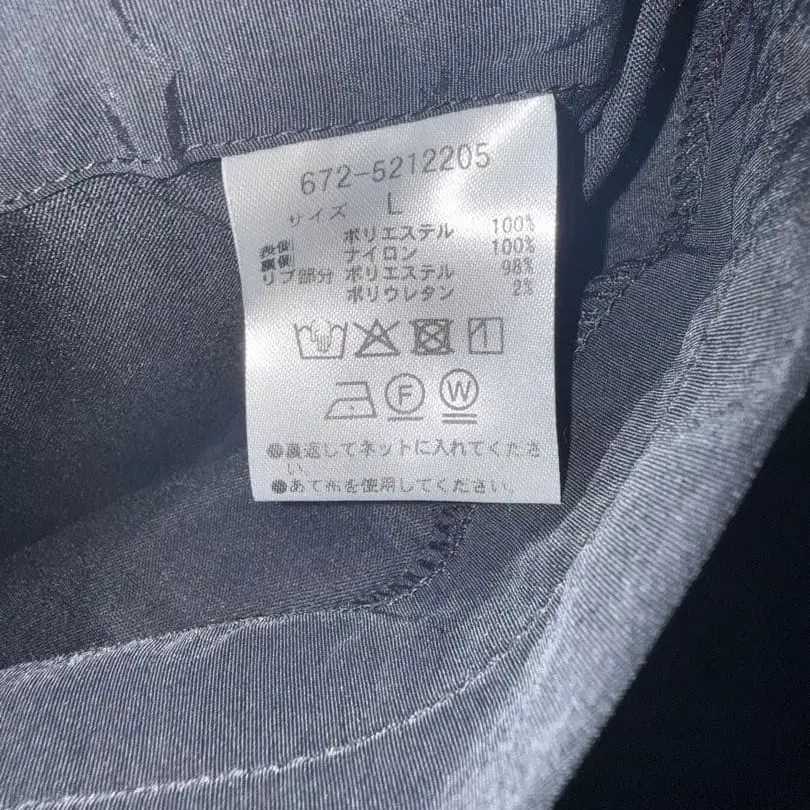 672-5212205
サイズ L
表側 ポリエステル 100%
裏側 ナイロン 100%
リブ部分 ポリエステル 98%
ポリウレタン 2%
F W
●裏返してネットに入れてくださ
い。
●あて布を使用してください。